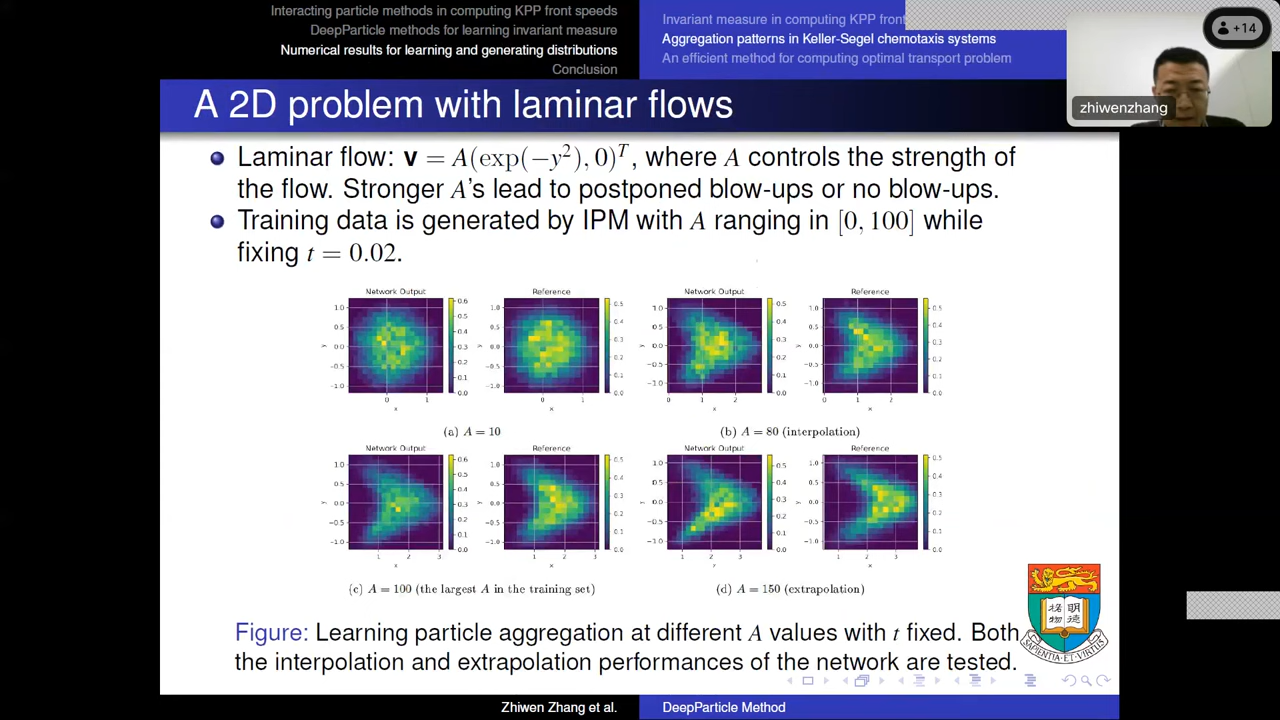 Interacting particle methods in computing KPP front speeds
DeepParticle methods for learning invariant measure
Numerical results for learning and generating distributions
Conclusion
Invariant measure in computing KPP front
Aggregation patterns in Keller-Segel chemotaxis systems
An efficient method for computing optimal transport problem
+14
zhiwenzhang
A 2D problem with laminar flows
Laminar flow: v = A(exp(−y²), 0)ᵀ, where A controls the strength of
the flow. Stronger A's lead to postponed blow-ups or no blow-ups.
Training data is generated by IPM with A ranging in [0, 100] while
fixing t = 0.02.
Network Output
Reference
Network Output
Reference
(a) A = 10
(b) A = 80 (interpolation)
Network Output
Reference
Network Output
Reference
(c) A = 100 (the largest A in the training set)
(d) A = 150 (extrapolation)
Figure: Learning particle aggregation at different A values with t fixed. Both
the interpolation and extrapolation performances of the network are tested.
明德
格物
SAPIENTIA ET VIRTUS
Zhiwen Zhang et al.
DeepParticle Method